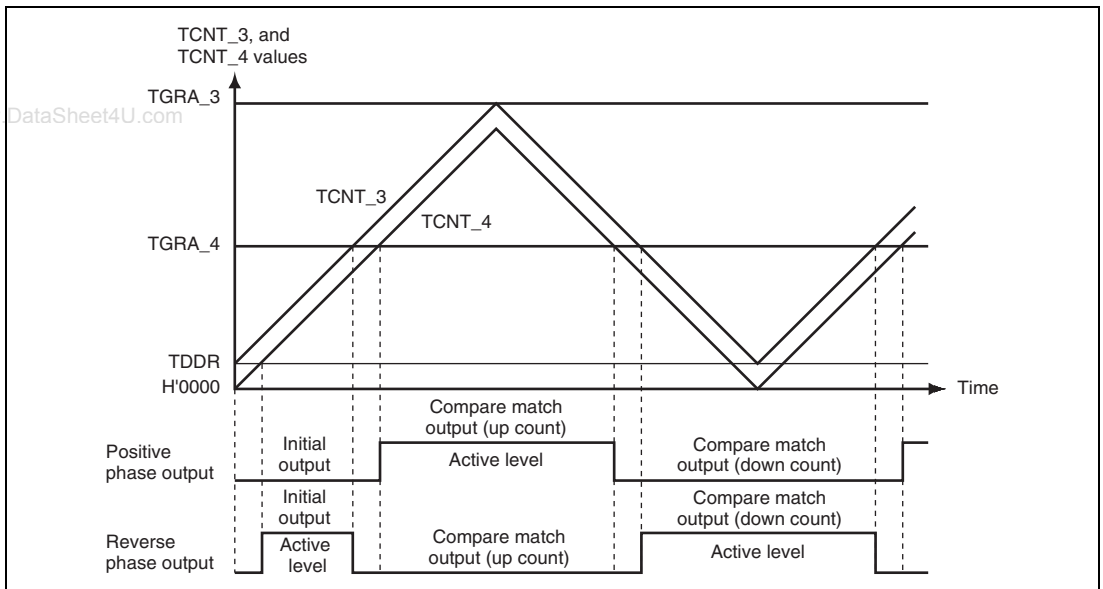 TCNT_3, and
TCNT_4 values
TGRA_3
.DataSheet4U.com
TCNT_3
TCNT_4
TGRA_4
TDDR
H'0000
Time
Compare match
output (up count)
Positive
phase output
Initial
output
Active level
Compare match
output (down count)
Initial
output
Compare match
output (down count)
Reverse
phase output
Active
level
Compare match
output (up count)
Active level